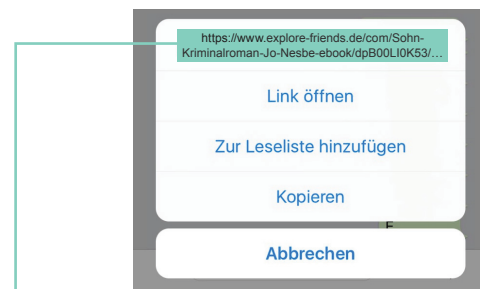 https://www.explore-friends.de/com/Sohn-
Kriminalroman-Jo-Nesbe-ebook/dpB00LI0K53/…
Link öffnen
Zur Leseliste hinzufügen
Kopieren
Abbrechen